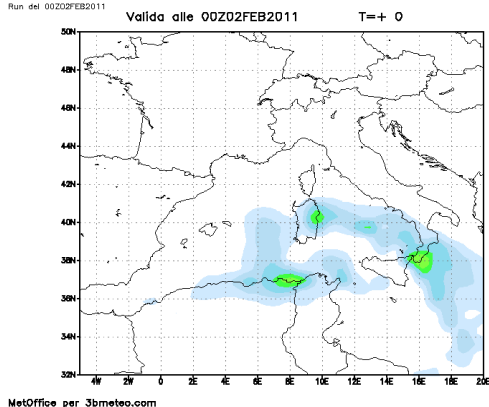 Run del 00Z02FEB2011
Valida alle 00Z02FEB2011 T=+ 0
50N
48N
46N
44N
42N
40N
38N
36N
34N
32N
4W 2W 0 2E 4E 6E 8E 10E 12E 14E 16E 18E 20E
MetOffice per 3bmeteo.com